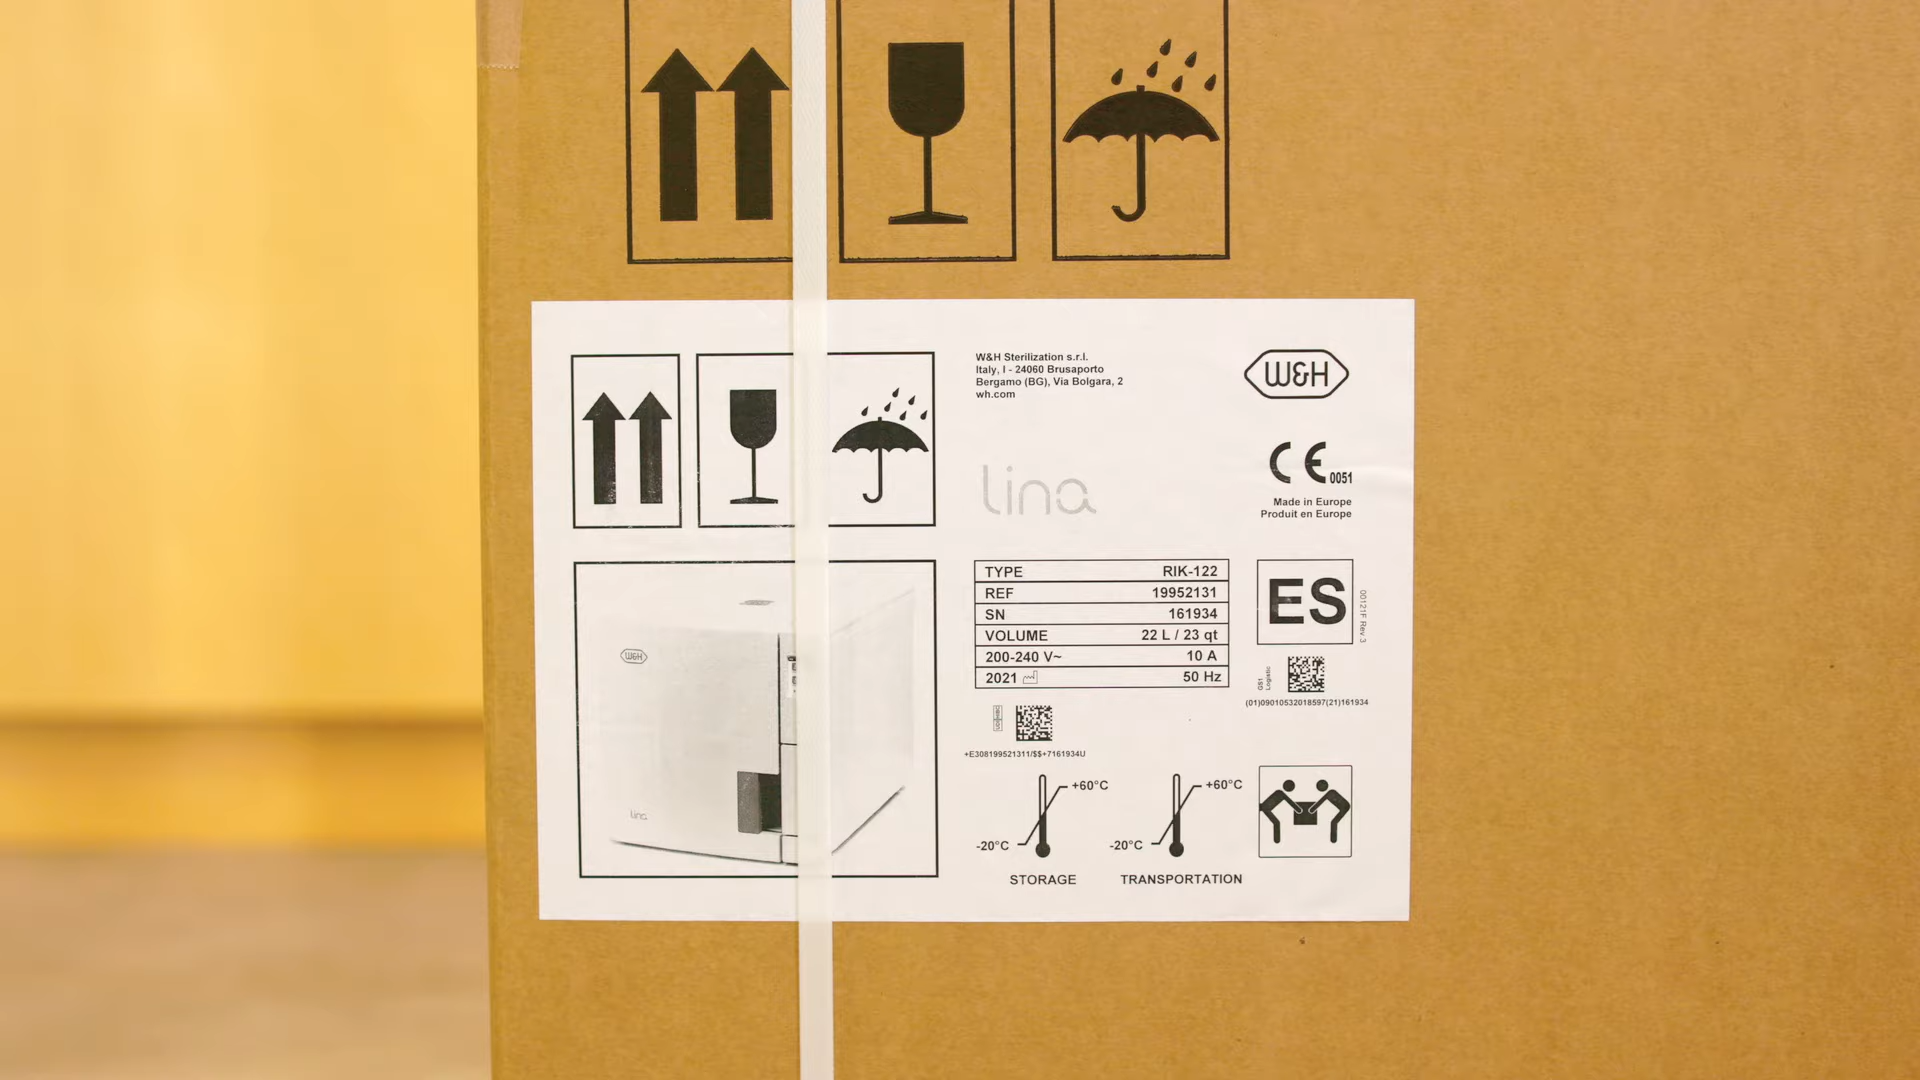 W&H Sterilization s.r.l.
Italy, I - 24060 Brusaporto
Bergamo (BG), Via Bolgara, 2
wh.com
W&H
CE 0051
Made in Europe
Produit en Europe
lina
TYPE RIK-122
REF 19952131
SN 161934
VOLUME 22 L / 23 qt
200-240 V~ 10 A
2021 50 Hz
ES
00121F Rev.3
GS1
Logistic
(01)09010532018597(21)161934
+E308199521311/$$+7161934U
W&H
lina
+60°C
-20°C
STORAGE
+60°C
-20°C
TRANSPORTATION